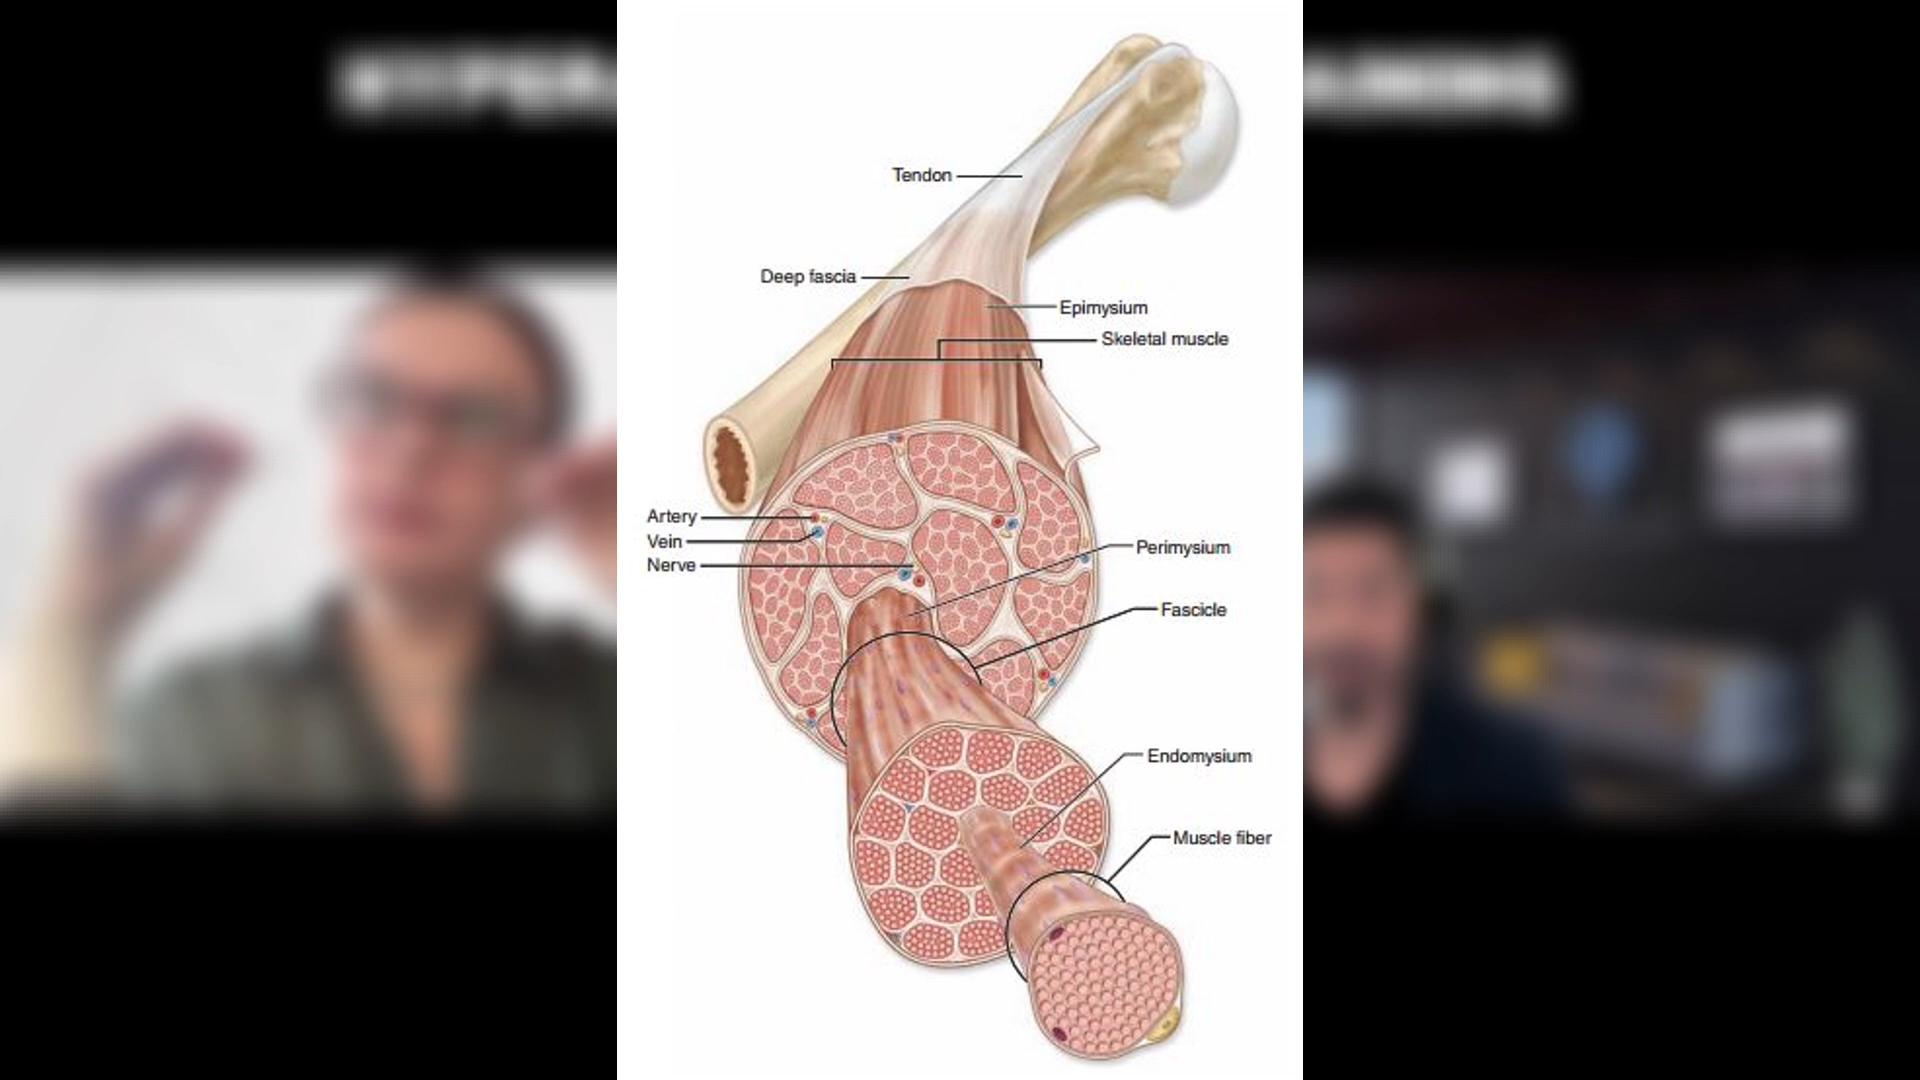 Tendon
Deep fascia
Epimysium
Skeletal muscle
Artery
Vein
Nerve
Perimysium
Fascicle
Endomysium
Muscle fiber